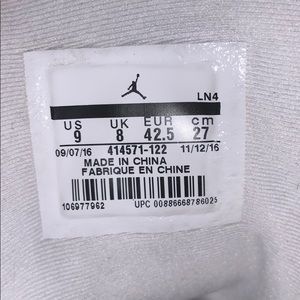 LN4
US UK EUR cm
9 8 42.5 27
09/07/16 414571-122 11/12/16
MADE IN CHINA
FABRIQUE EN CHINE
106977962 UPC 00886668786025